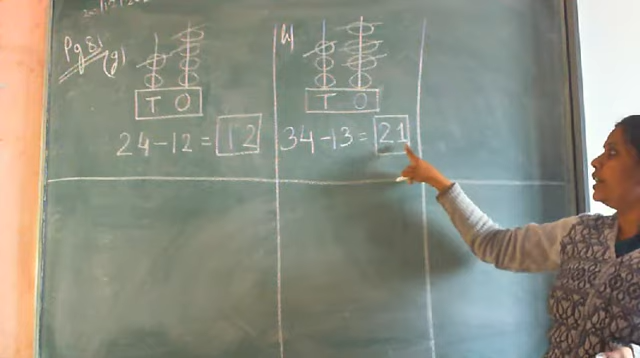 Pg 81
(g)
T O
24-12=12
h)
T O
34-13=21